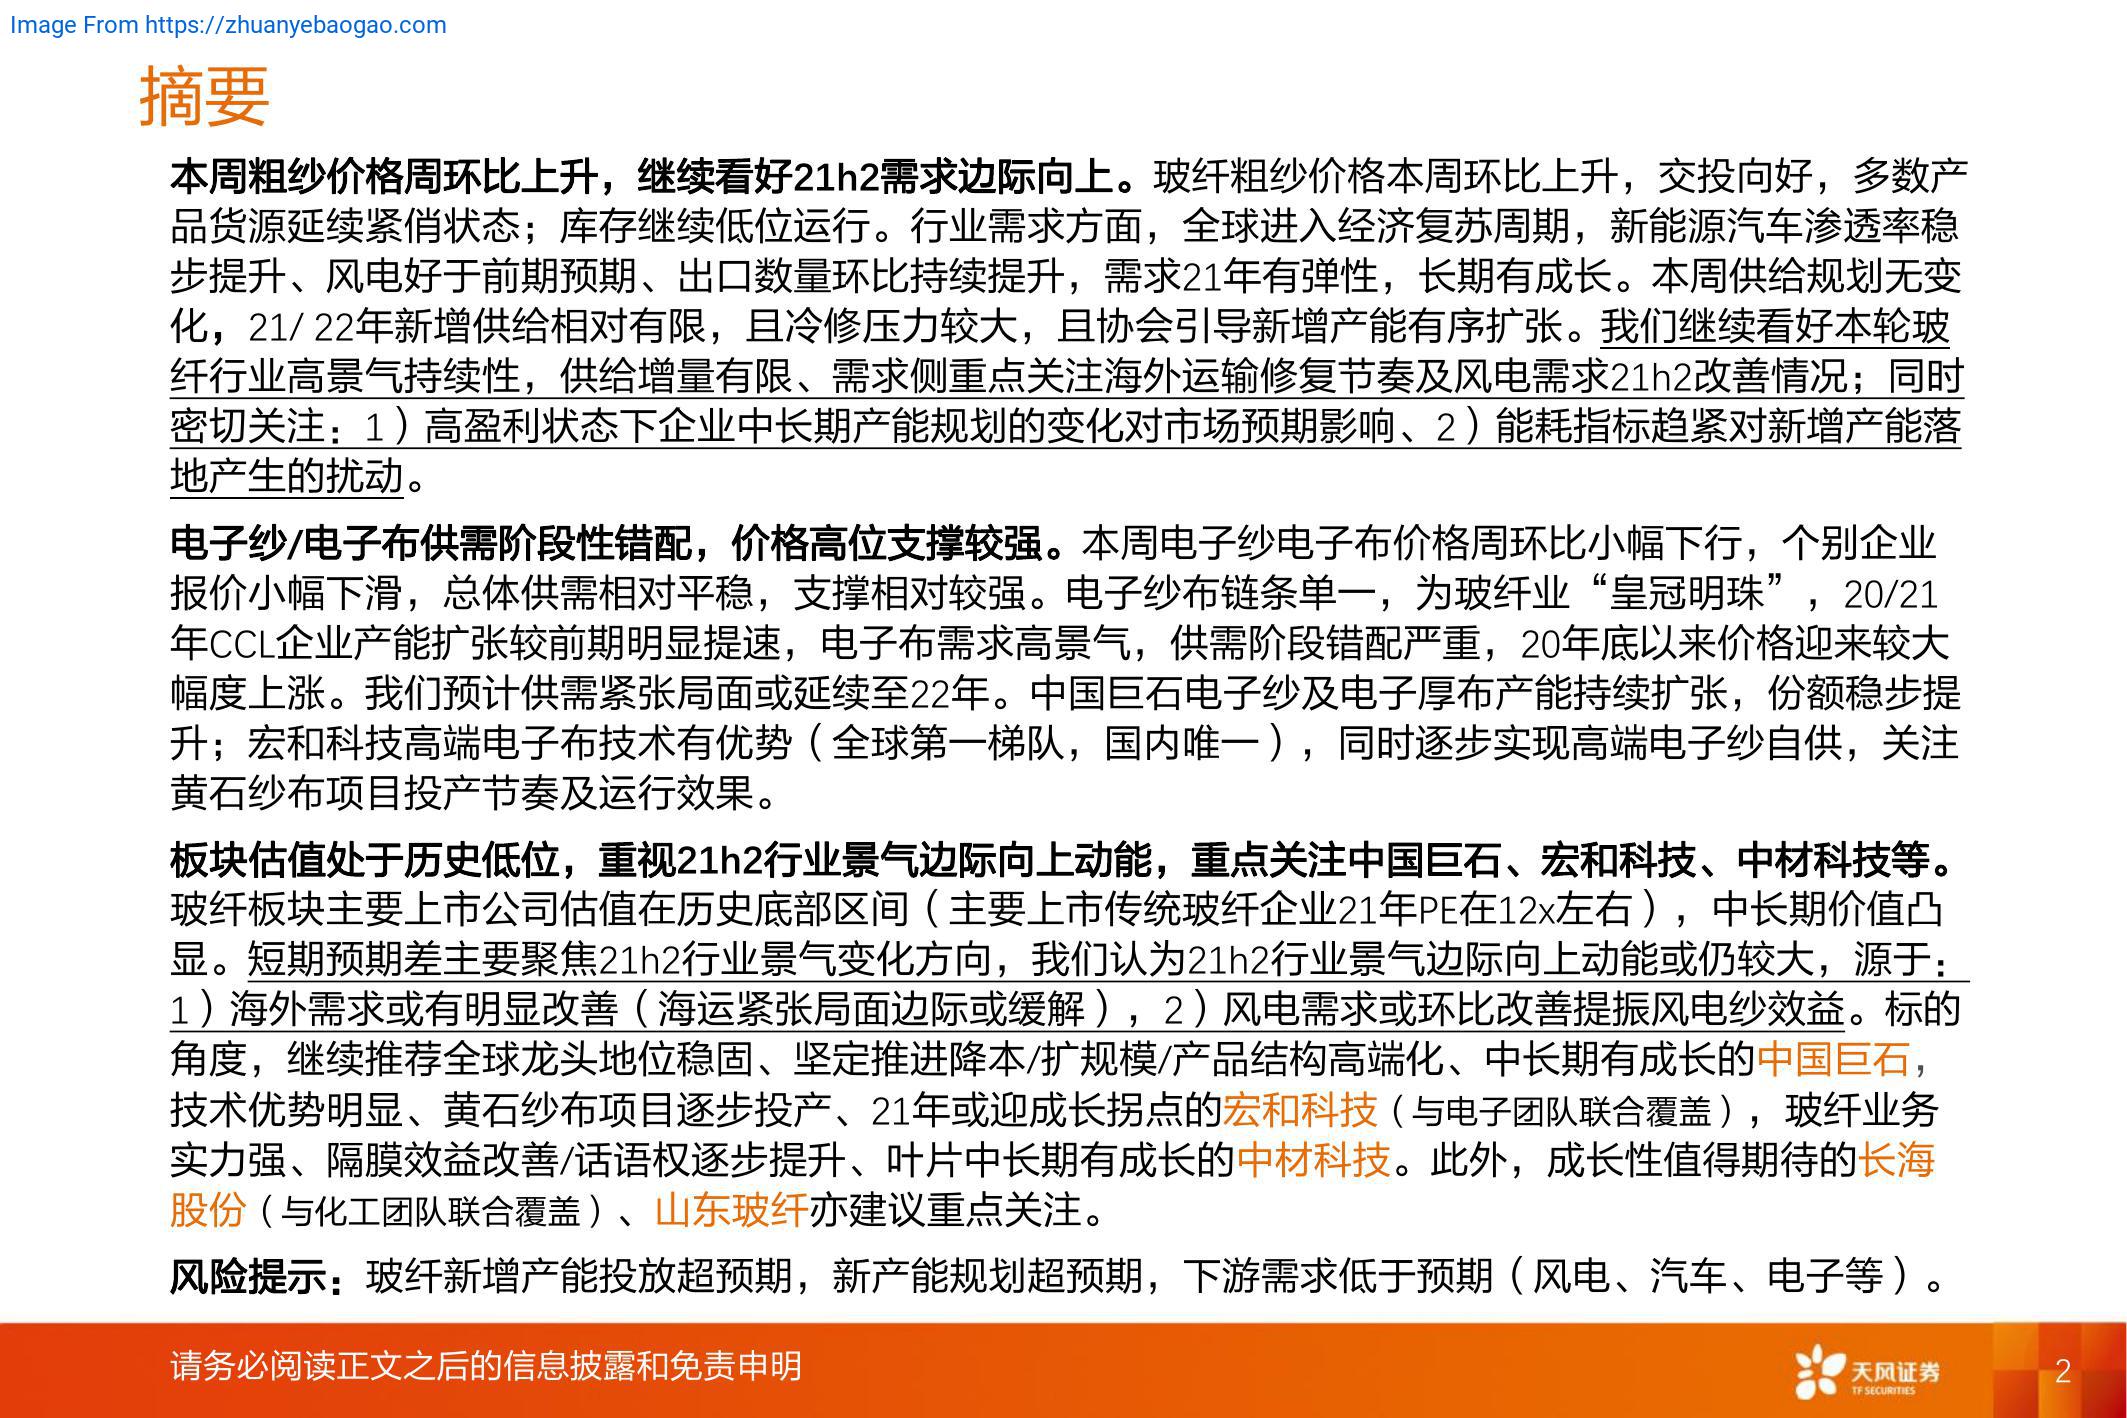 Image From https://zhuanyebaogao.com
摘要
本周粗纱价格周环比上升，继续看好21h2需求边际向上。玻纤粗纱价格本周环比上升，交投向好，多数产
品货源延续紧俏状态；库存继续低位运行。行业需求方面，全球进入经济复苏周期，新能源汽车渗透率稳
步提升、风电好于前期预期、出口数量环比持续提升，需求21年有弹性，长期有成长。本周供给规划无变
化，21/ 22年新增供给相对有限，且冷修压力较大，且协会引导新增产能有序扩张。我们继续看好本轮玻
纤行业高景气持续性，供给增量有限、需求侧重点关注海外运输修复节奏及风电需求21h2改善情况；同时
密切关注：1）高盈利状态下企业中长期产能规划的变化对市场预期影响、2）能耗指标趋紧对新增产能落
地产生的扰动。
电子纱/电子布供需阶段性错配，价格高位支撑较强。本周电子纱电子布价格周环比小幅下行，个别企业
报价小幅下滑，总体供需相对平稳，支撑相对较强。电子纱布链条单一，为玻纤业“皇冠明珠”，20/21
年CCL企业产能扩张较前期明显提速，电子布需求高景气，供需阶段错配严重，20年底以来价格迎来较大
幅度上涨。我们预计供需紧张局面或延续至22年。中国巨石电子纱及电子厚布产能持续扩张，份额稳步提
升；宏和科技高端电子布技术有优势（全球第一梯队，国内唯一），同时逐步实现高端电子纱自供，关注
黄石纱布项目投产节奏及运行效果。
板块估值处于历史低位，重视21h2行业景气边际向上动能，重点关注中国巨石、宏和科技、中材科技等。
玻纤板块主要上市公司估值在历史底部区间（主要上市传统玻纤企业21年PE在12x左右），中长期价值凸
显。短期预期差主要聚焦21h2行业景气变化方向，我们认为21h2行业景气边际向上动能或仍较大，源于：
1）海外需求或有明显改善（海运紧张局面边际或缓解），2）风电需求或环比改善提振风电纱效益。标的
角度，继续推荐全球龙头地位稳固、坚定推进降本/扩规模/产品结构高端化、中长期有成长的中国巨石，
技术优势明显、黄石纱布项目逐步投产、21年或迎成长拐点的宏和科技（与电子团队联合覆盖），玻纤业务
实力强、隔膜效益改善/话语权逐步提升、叶片中长期有成长的中材科技。此外，成长性值得期待的长海
股份（与化工团队联合覆盖）、山东玻纤亦建议重点关注。
风险提示：玻纤新增产能投放超预期，新产能规划超预期，下游需求低于预期（风电、汽车、电子等）。
请务必阅读正文之后的信息披露和免责申明
天风证券
TF SECURITIES
2